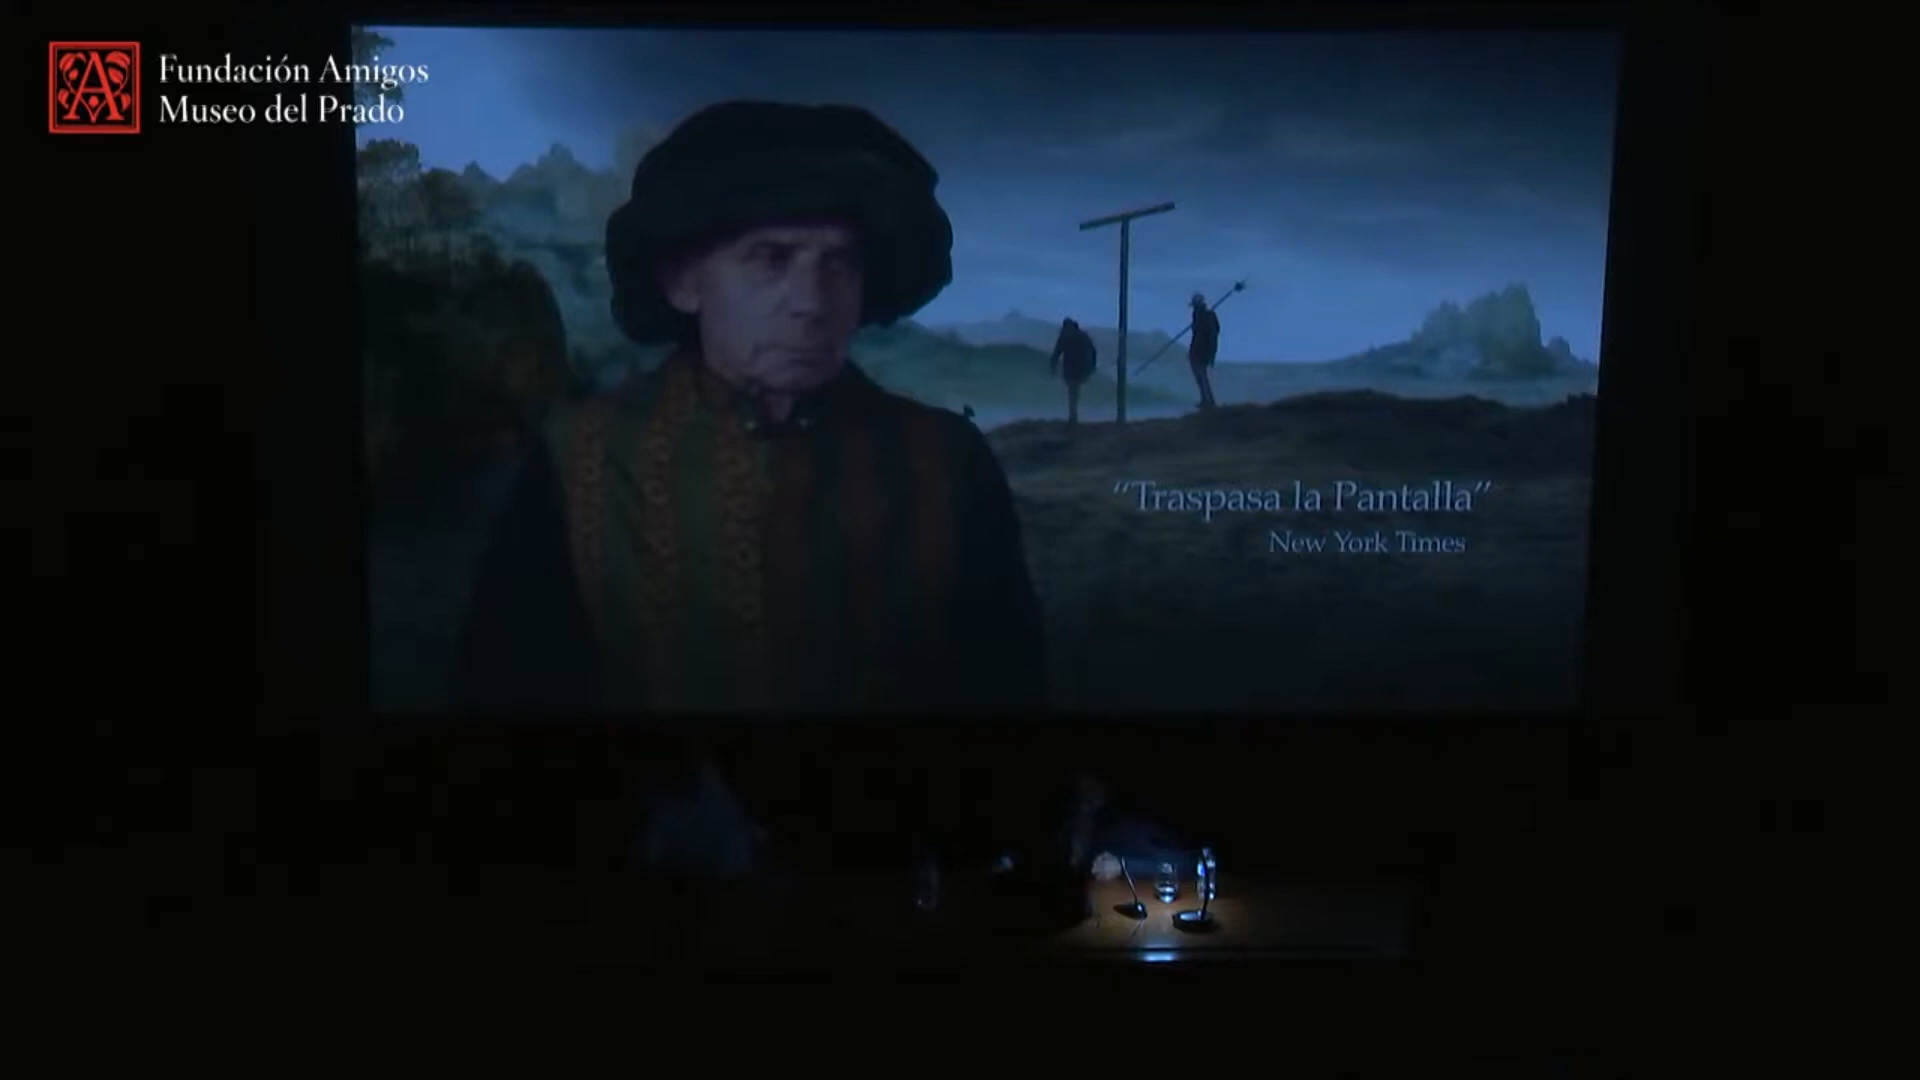 Fundación Amigos
Museo del Prado
“Traspasa la Pantalla”
New York Times